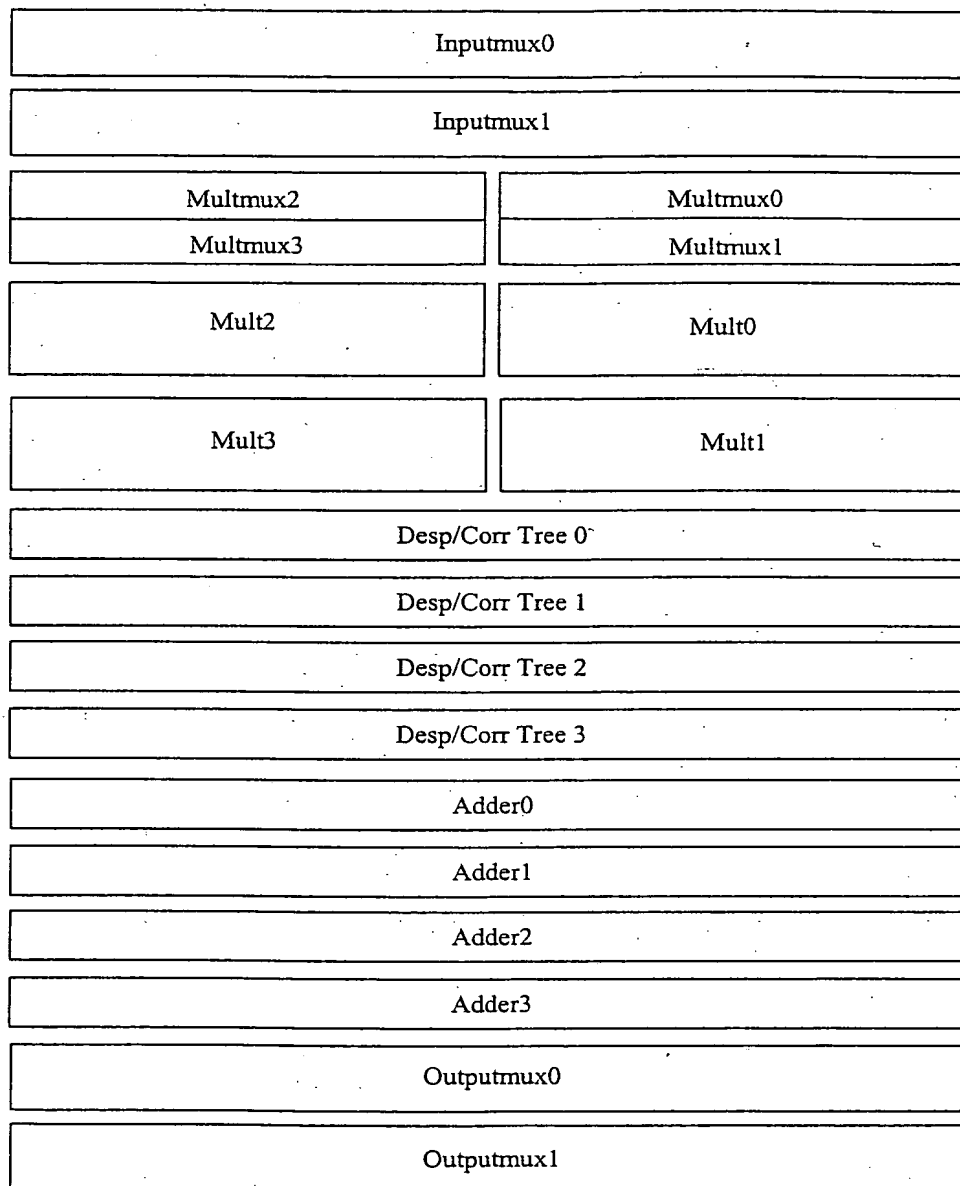 Inputmux0
Inputmux1
Multmux2 Multmux0
Multmux3 Multmux1
Mult2 Mult0
Mult3 Mult1
Desp/Corr Tree 0
Desp/Corr Tree 1
Desp/Corr Tree 2
Desp/Corr Tree 3
Adder0
Adder1
Adder2
Adder3
Outputmux0
Outputmux1